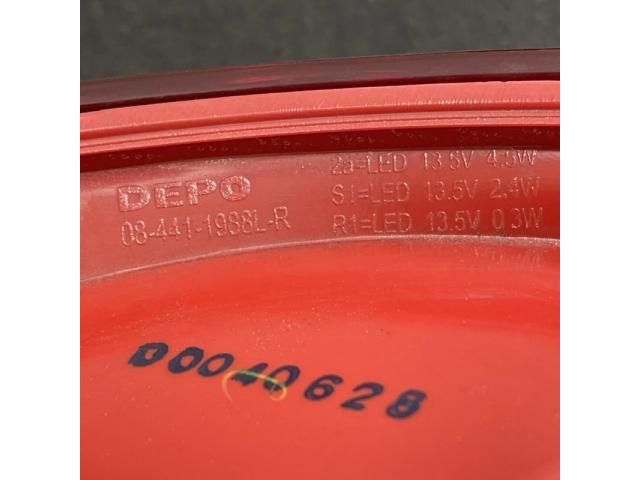 DEPO
08-441-1988L-R
2a=LED 13.5V 4.5W
S1=LED 13.5V 2.4W
R1=LED 13.5V 0.3W
D0040628